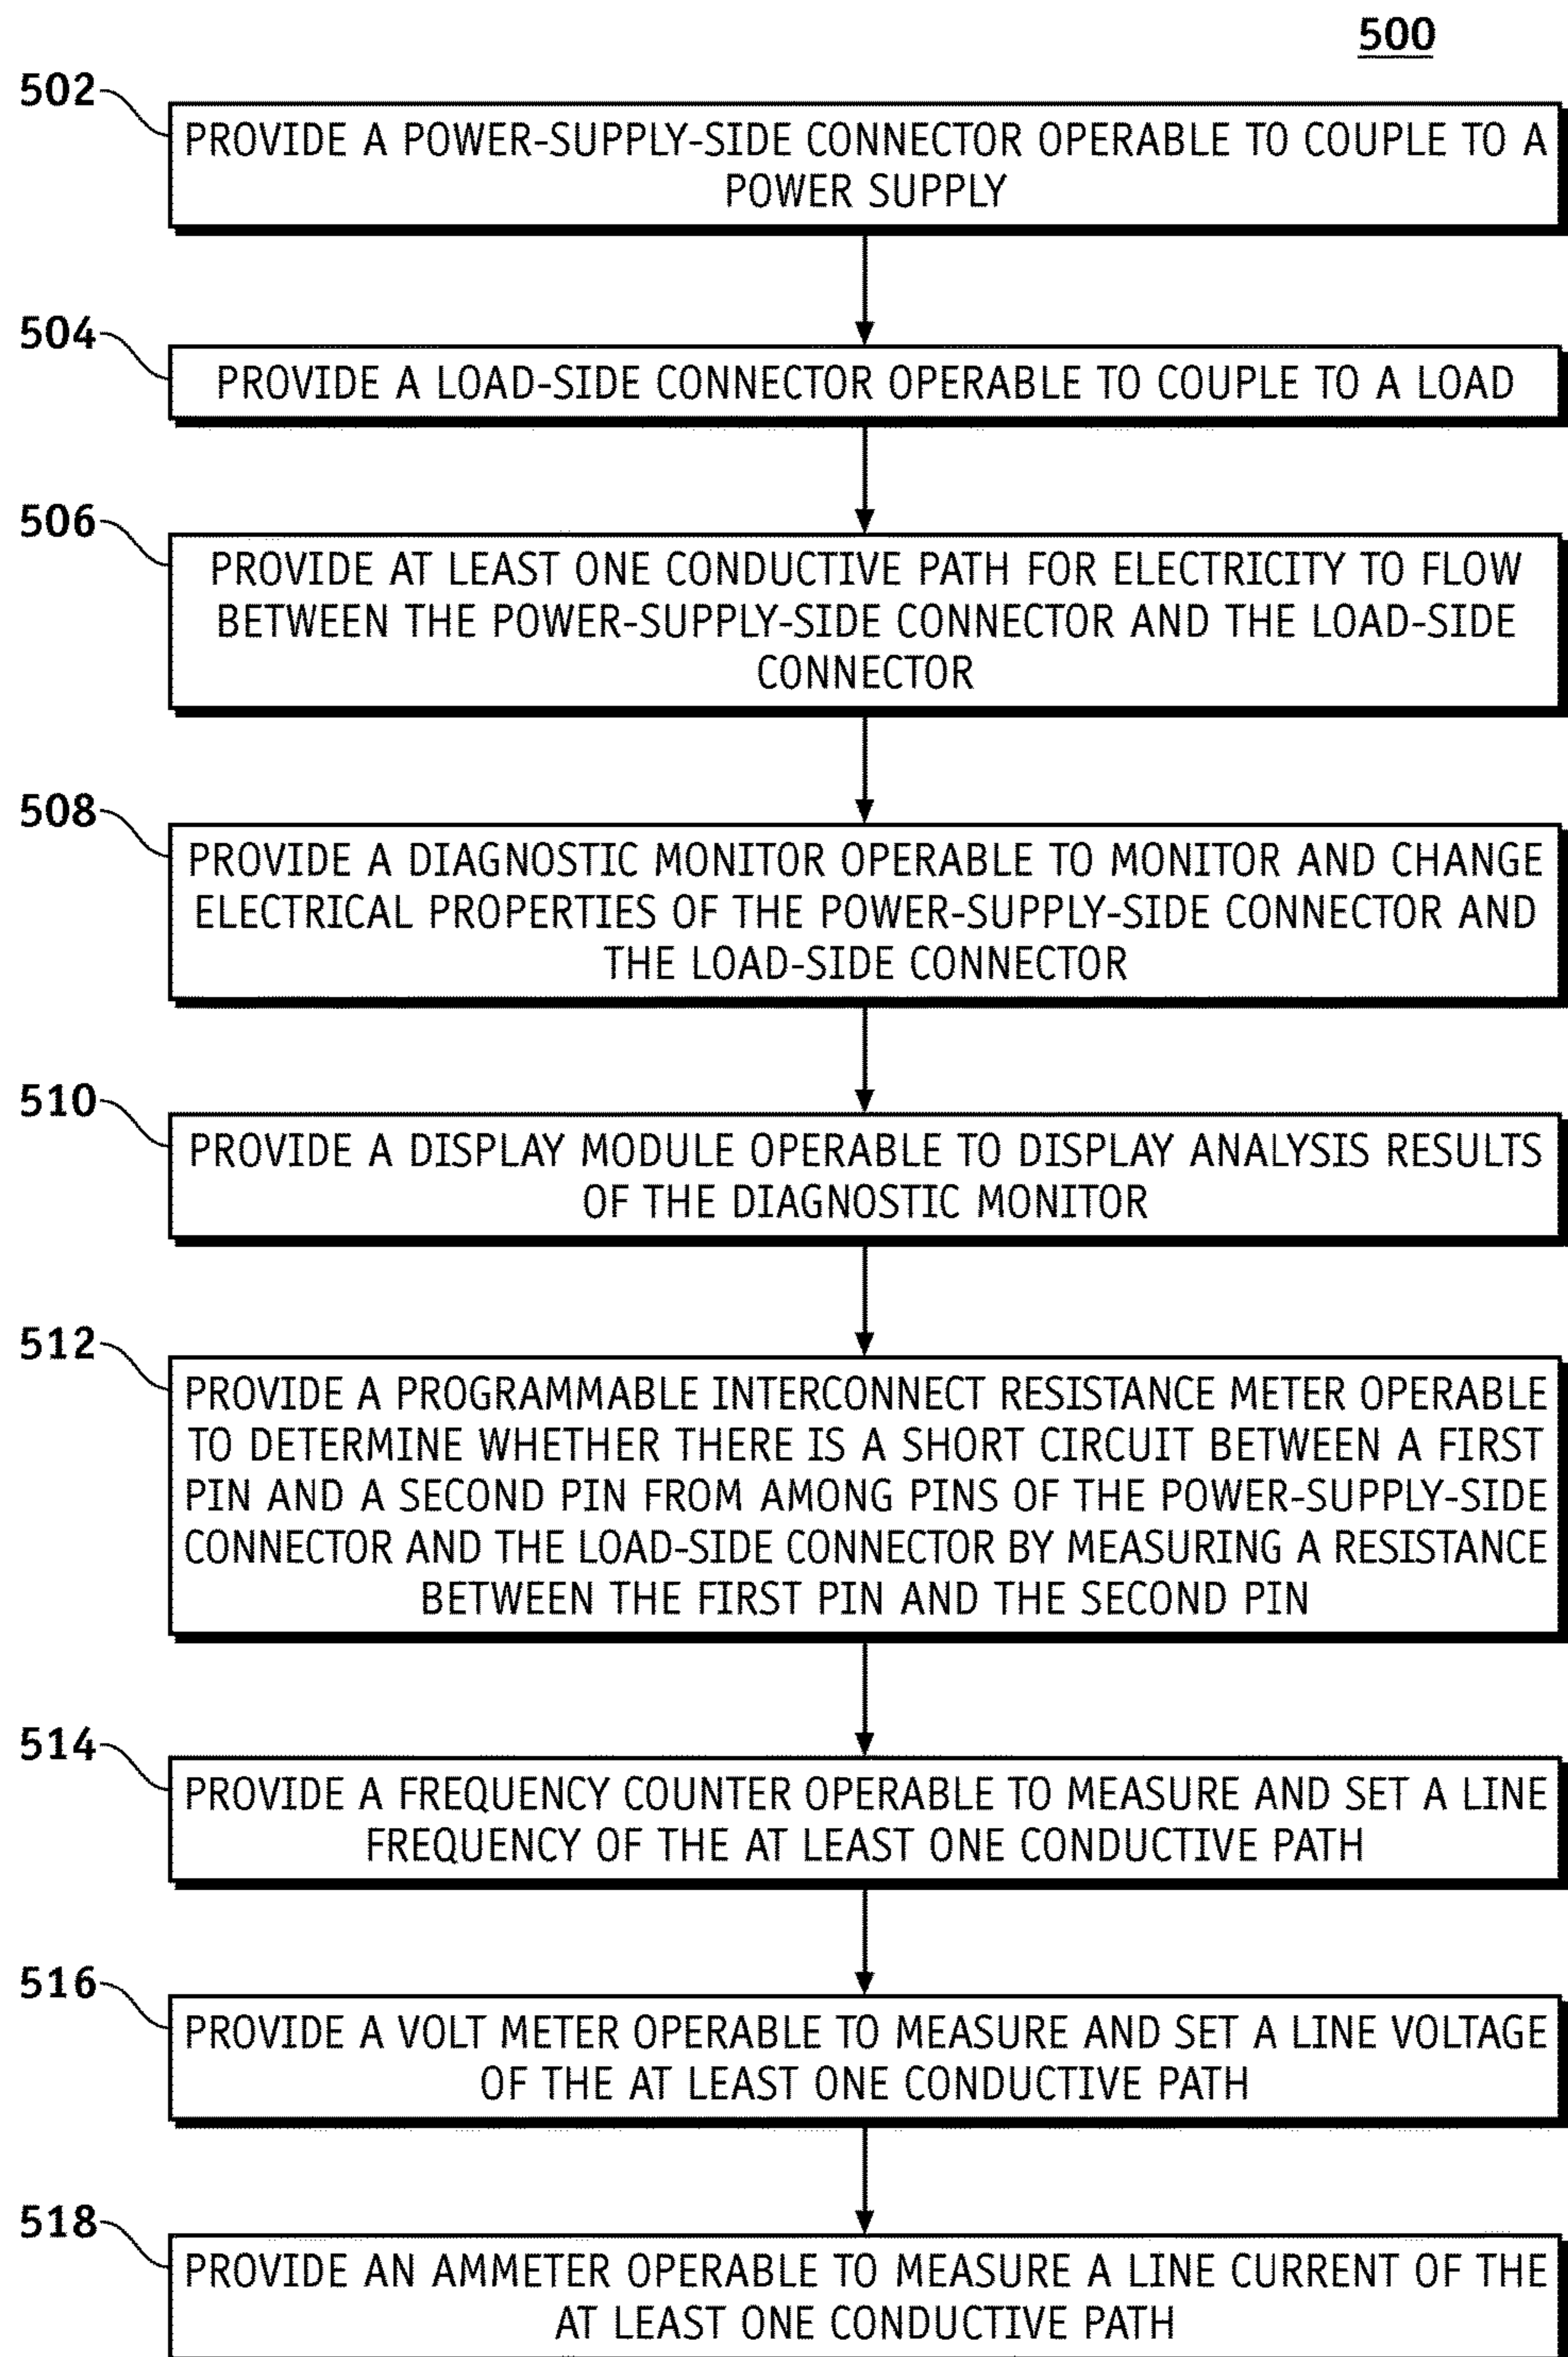 500
502
PROVIDE A POWER-SUPPLY-SIDE CONNECTOR OPERABLE TO COUPLE TO A
POWER SUPPLY
504
PROVIDE A LOAD-SIDE CONNECTOR OPERABLE TO COUPLE TO A LOAD
506
PROVIDE AT LEAST ONE CONDUCTIVE PATH FOR ELECTRICITY TO FLOW
BETWEEN THE POWER-SUPPLY-SIDE CONNECTOR AND THE LOAD-SIDE
CONNECTOR
508
PROVIDE A DIAGNOSTIC MONITOR OPERABLE TO MONITOR AND CHANGE
ELECTRICAL PROPERTIES OF THE POWER-SUPPLY-SIDE CONNECTOR AND
THE LOAD-SIDE CONNECTOR
510
PROVIDE A DISPLAY MODULE OPERABLE TO DISPLAY ANALYSIS RESULTS
OF THE DIAGNOSTIC MONITOR
512
PROVIDE A PROGRAMMABLE INTERCONNECT RESISTANCE METER OPERABLE
TO DETERMINE WHETHER THERE IS A SHORT CIRCUIT BETWEEN A FIRST
PIN AND A SECOND PIN FROM AMONG PINS OF THE POWER-SUPPLY-SIDE
CONNECTOR AND THE LOAD-SIDE CONNECTOR BY MEASURING A RESISTANCE
BETWEEN THE FIRST PIN AND THE SECOND PIN
514
PROVIDE A FREQUENCY COUNTER OPERABLE TO MEASURE AND SET A LINE
FREQUENCY OF THE AT LEAST ONE CONDUCTIVE PATH
516
PROVIDE A VOLT METER OPERABLE TO MEASURE AND SET A LINE VOLTAGE
OF THE AT LEAST ONE CONDUCTIVE PATH
518
PROVIDE AN AMMETER OPERABLE TO MEASURE A LINE CURRENT OF THE
AT LEAST ONE CONDUCTIVE PATH